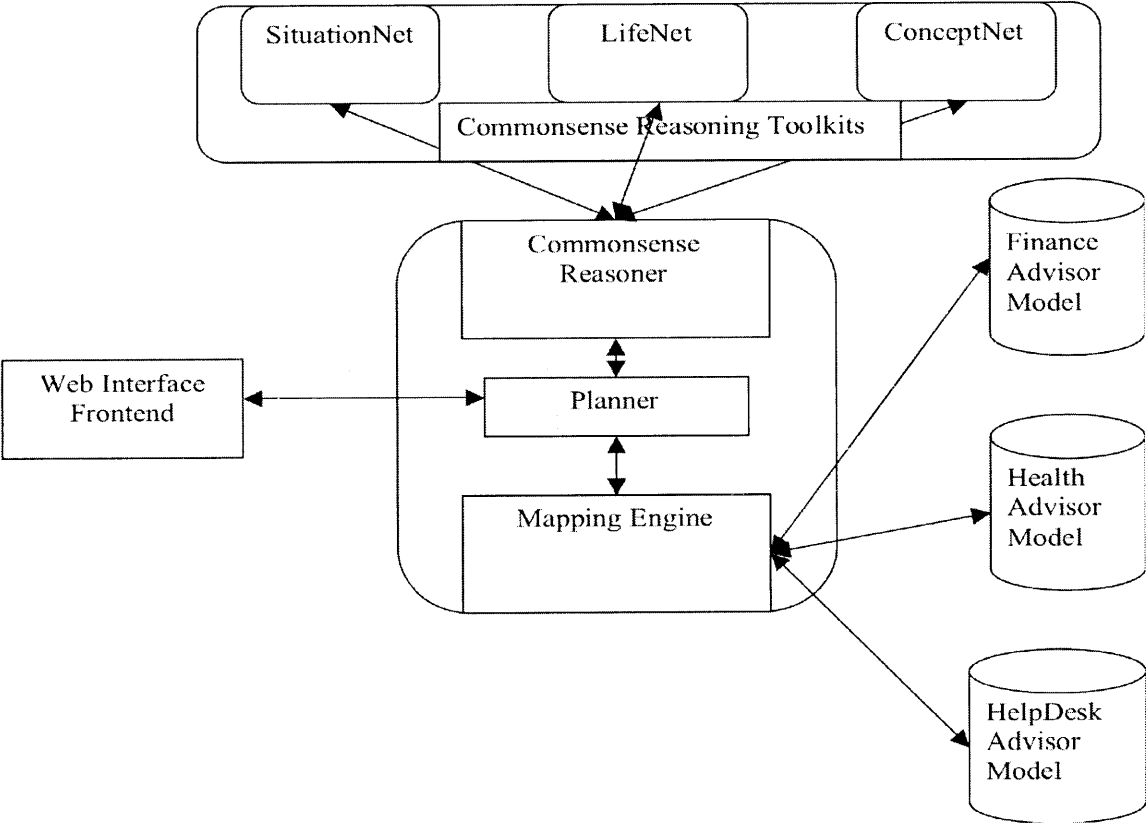 SituationNet
LifeNet
ConceptNet
Commonsense Reasoning Toolkits
Commonsense
Reasoner
Finance
Advisor
Model
Web Interface
Frontend
Planner
Health
Advisor
Model
Mapping Engine
HelpDesk
Advisor
Model